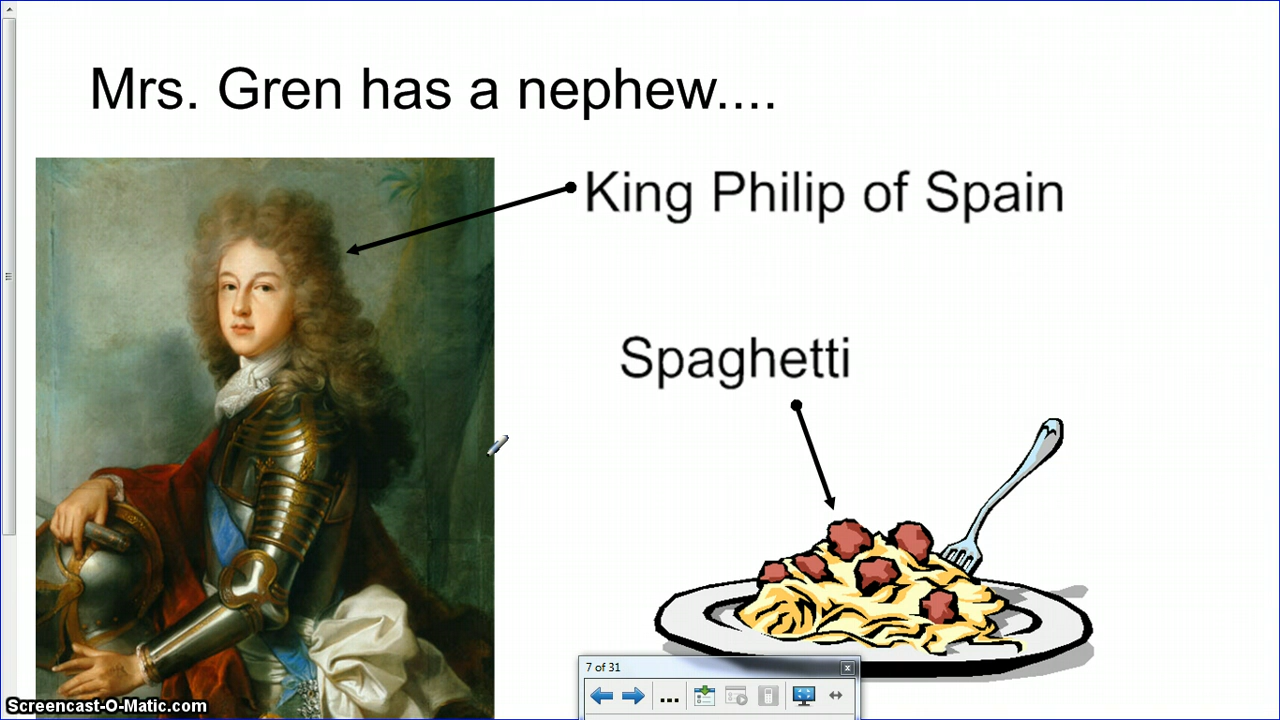 Mrs. Gren has a nephew....
King Philip of Spain
Spaghetti
7 of 31
Screencast-O-Matic.com